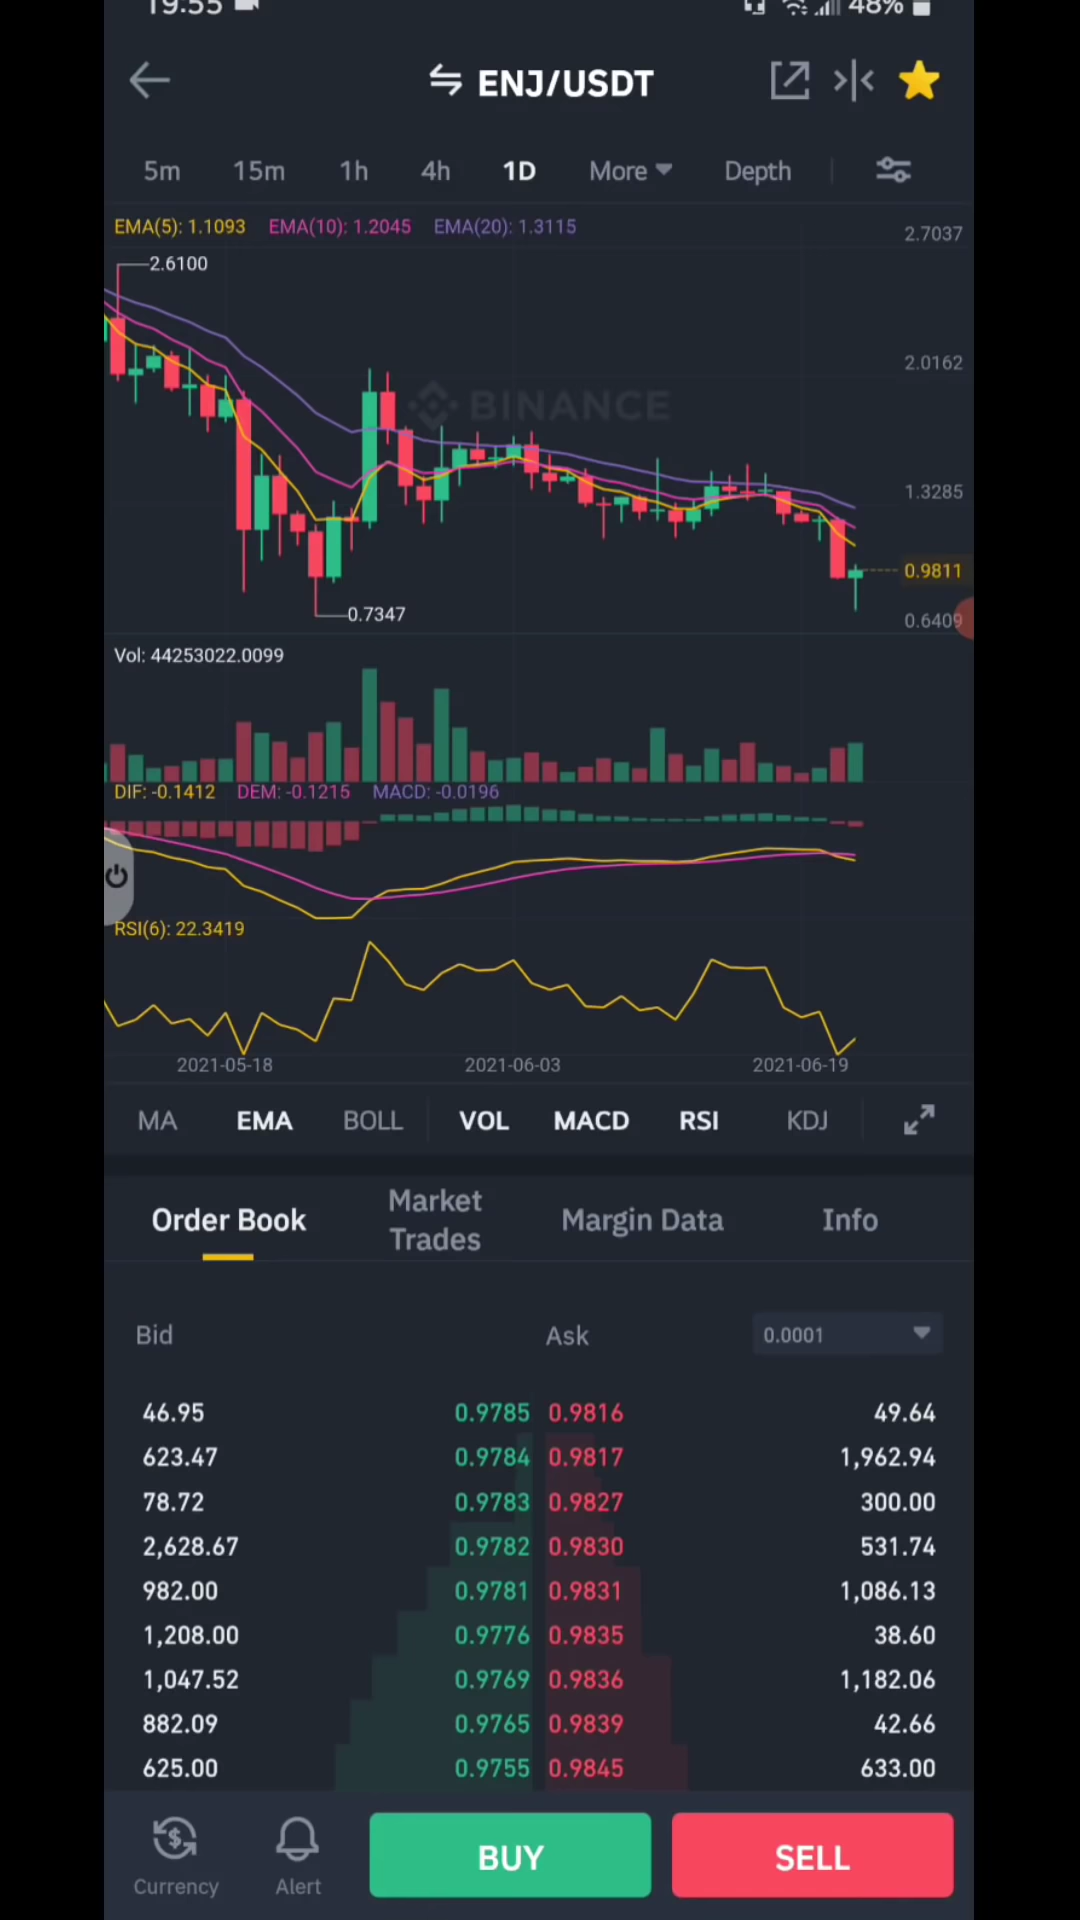 19:55 48%
ENJ/USDT
5m 15m 1h 4h 1D More Depth
EMA(5): 1.1093 EMA(10): 1.2045 EMA(20): 1.3115
2.7037
2.6100
2.0162
BINANCE
1.3285
0.9811
0.7347
0.6409
Vol: 44253022.0099
DIF: -0.1412 DEM: -0.1215 MACD: -0.0196
RSI(6): 22.3419
2021-05-18 2021-06-03 2021-06-19
MA EMA BOLL VOL MACD RSI KDJ
Order Book Market Trades Margin Data Info
Bid Ask 0.0001
46.95 0.9785 0.9816 49.64
623.47 0.9784 0.9817 1,962.94
78.72 0.9783 0.9827 300.00
2,628.67 0.9782 0.9830 531.74
982.00 0.9781 0.9831 1,086.13
1,208.00 0.9776 0.9835 38.60
1,047.52 0.9769 0.9836 1,182.06
882.09 0.9765 0.9839 42.66
625.00 0.9755 0.9845 633.00
Currency Alert BUY SELL